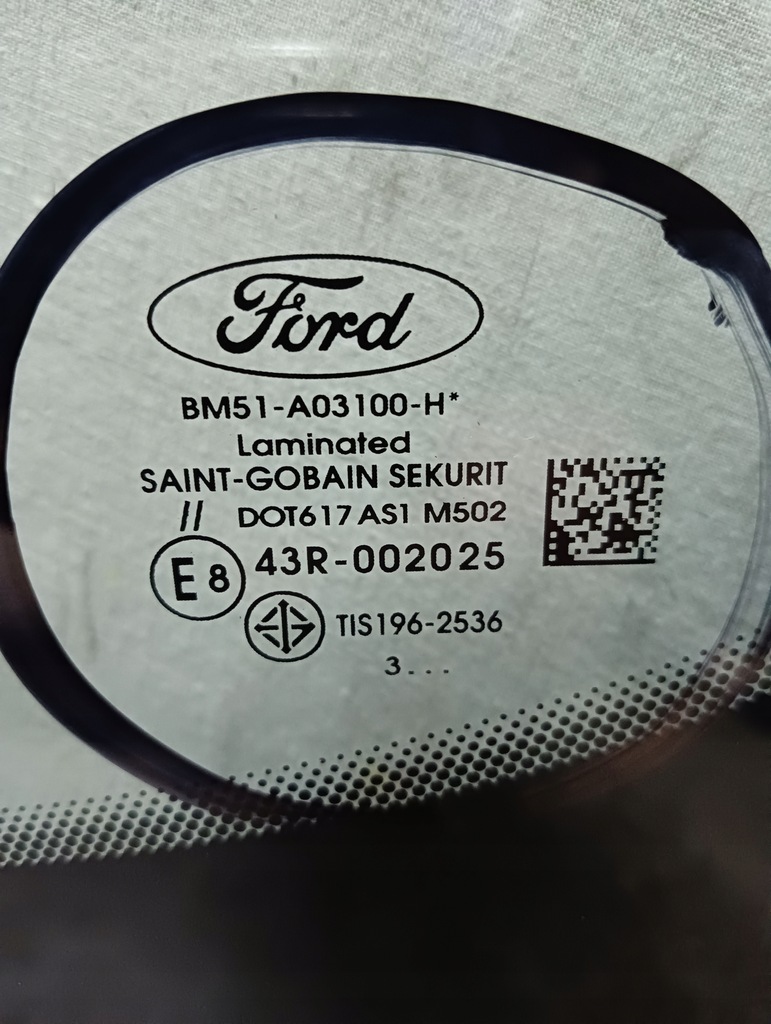 Ford
BM51-A03100-H*
Laminated
SAINT-GOBAIN SEKURIT
// DOT617 AS1 M502
E8 43R-002025
TIS196-2536
3...